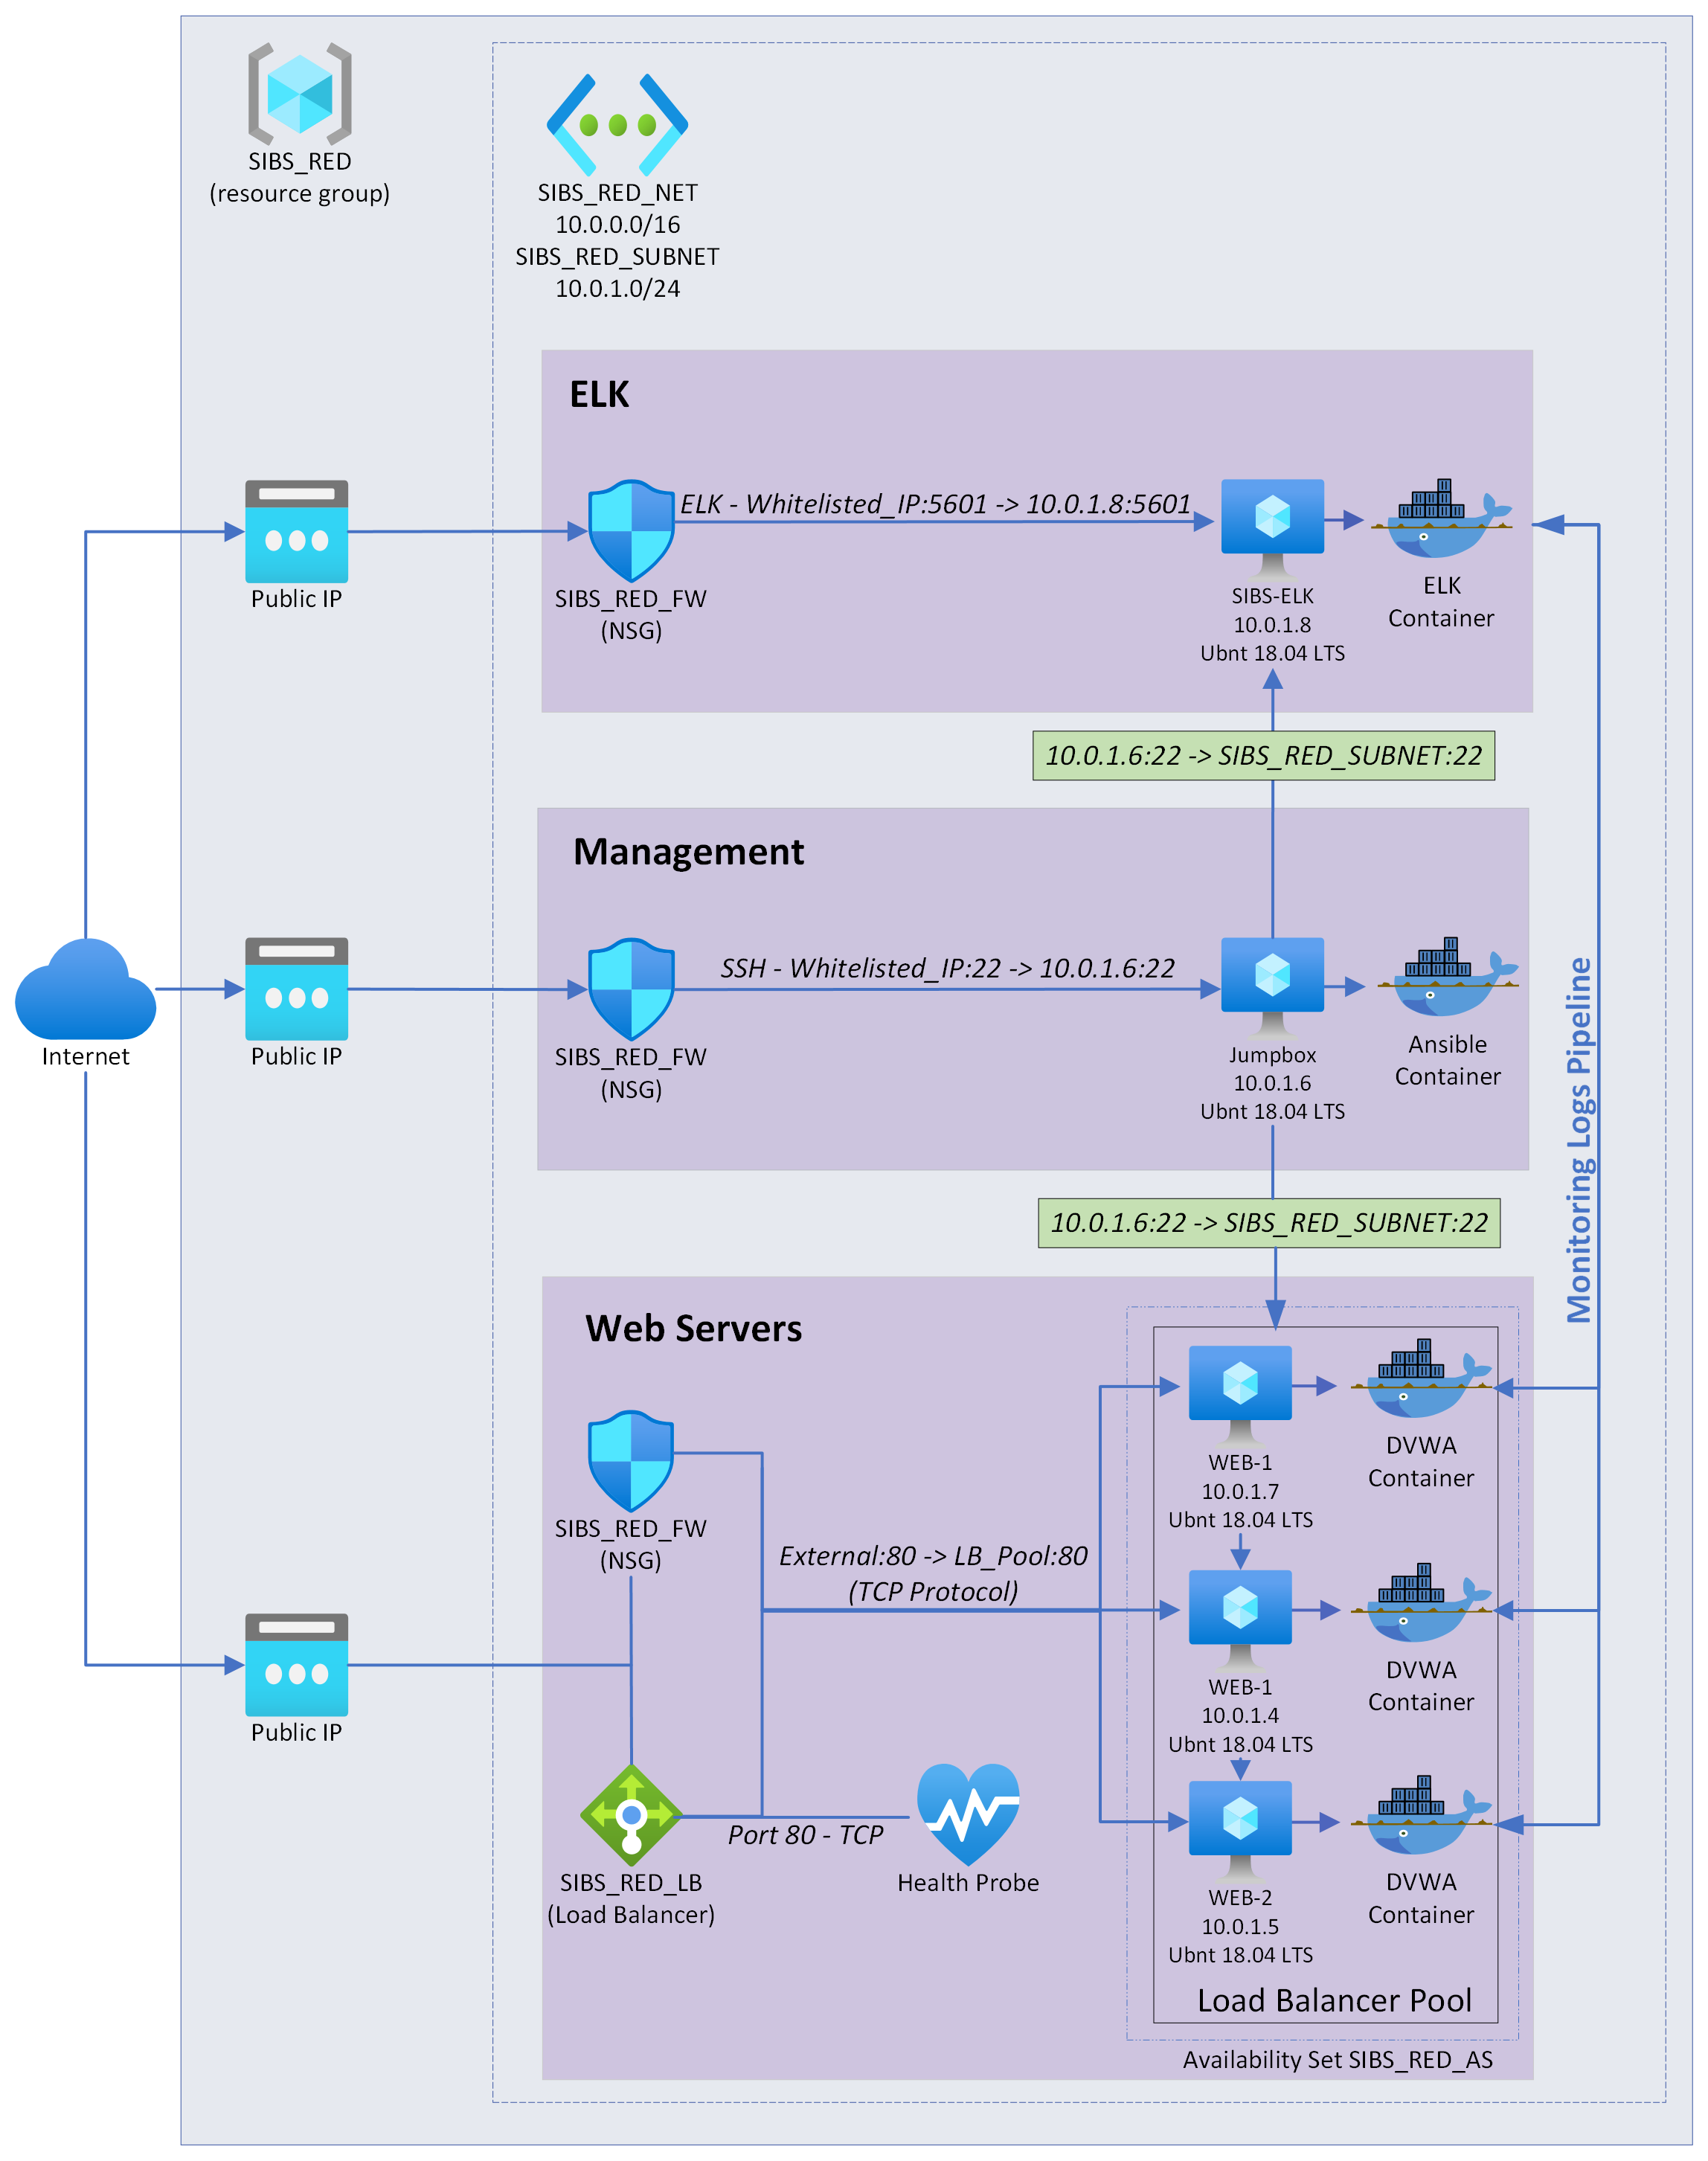 SIBS_RED
(resource group)
SIBS_RED_NET
10.0.0.0/16
SIBS_RED_SUBNET
10.0.1.0/24
ELK
ELK - Whitelisted_IP:5601 -> 10.0.1.8:5601
Public IP
SIBS_RED_FW
(NSG)
SIBS-ELK
10.0.1.8
Ubnt 18.04 LTS
ELK
Container
10.0.1.6:22 -> SIBS_RED_SUBNET:22
Management
SSH - Whitelisted_IP:22 -> 10.0.1.6:22
Internet
Public IP
SIBS_RED_FW
(NSG)
Jumpbox
10.0.1.6
Ubnt 18.04 LTS
Ansible
Container
Monitoring Logs Pipeline
10.0.1.6:22 -> SIBS_RED_SUBNET:22
Web Servers
SIBS_RED_FW
(NSG)
External:80 -> LB_Pool:80
(TCP Protocol)
WEB-1
10.0.1.7
Ubnt 18.04 LTS
DVWA
Container
WEB-1
10.0.1.4
Ubnt 18.04 LTS
DVWA
Container
Public IP
Port 80 - TCP
SIBS_RED_LB
(Load Balancer)
Health Probe
WEB-2
10.0.1.5
Ubnt 18.04 LTS
DVWA
Container
Load Balancer Pool
Availability Set SIBS_RED_AS